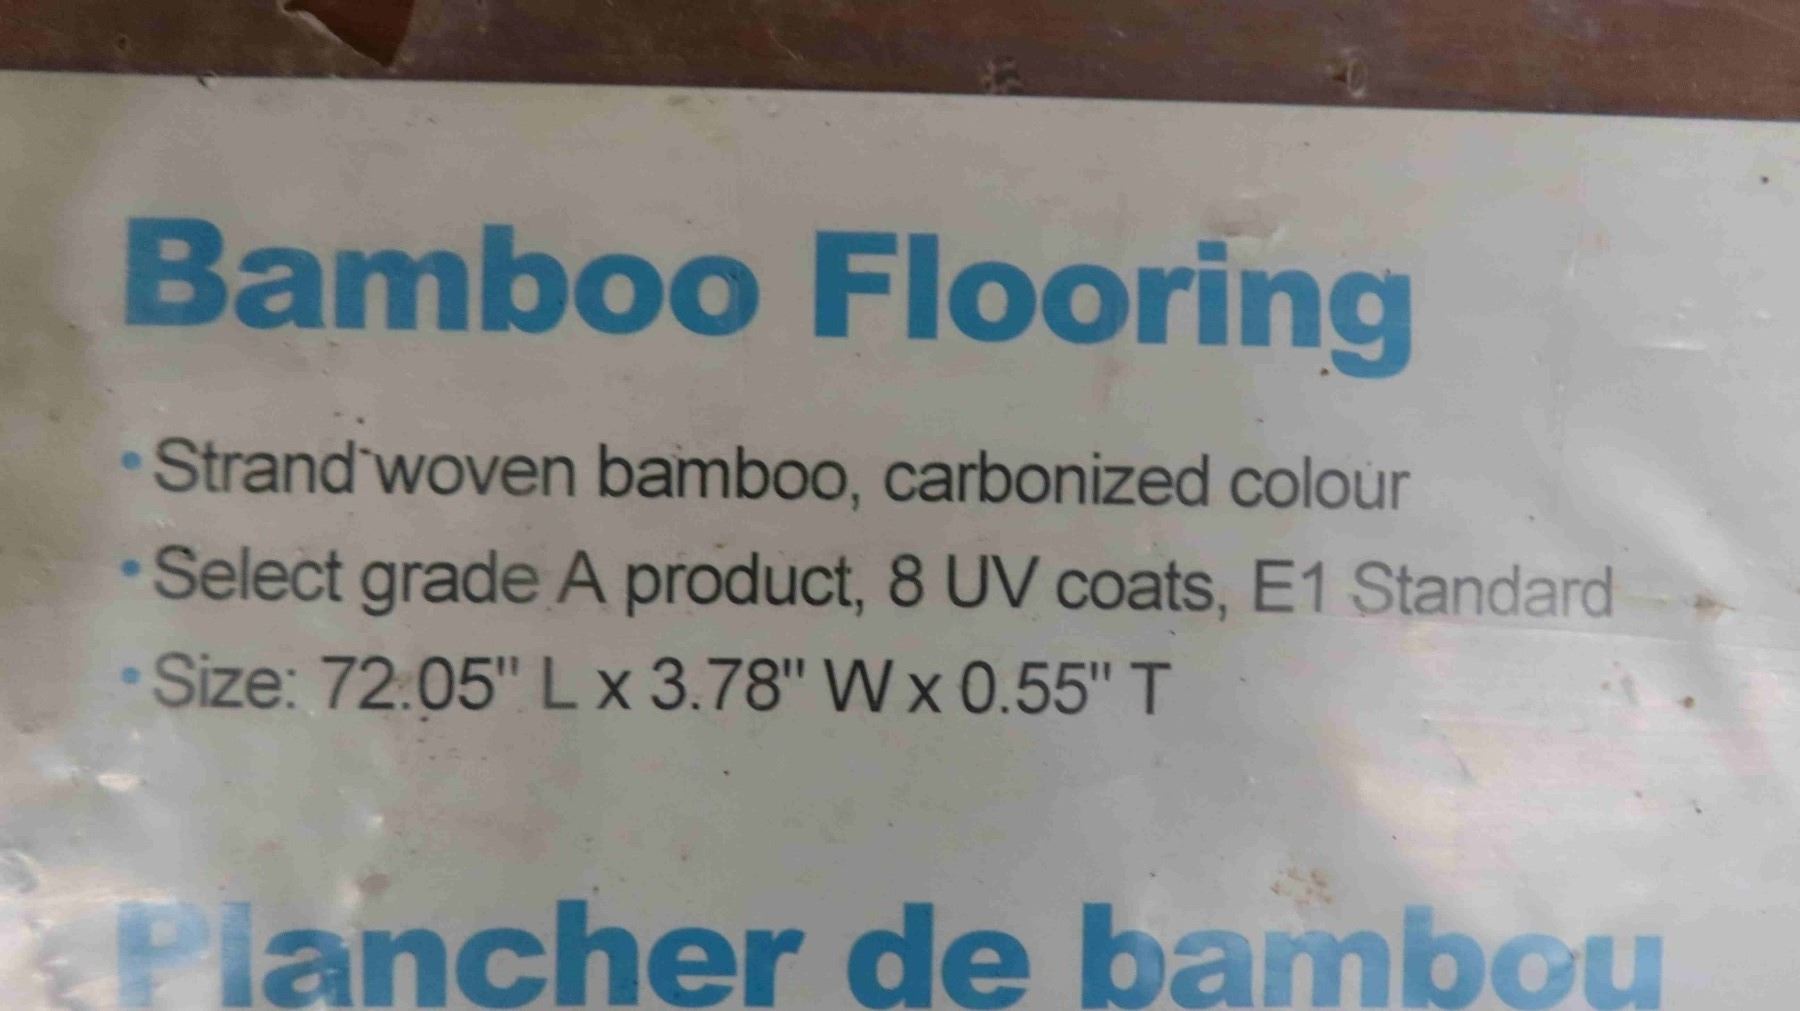 Bamboo Flooring
• Strand woven bamboo, carbonized colour
• Select grade A product, 8 UV coats, E1 Standard
• Size: 72.05" L x 3.78" W x 0.55" T
Plancher de bambou